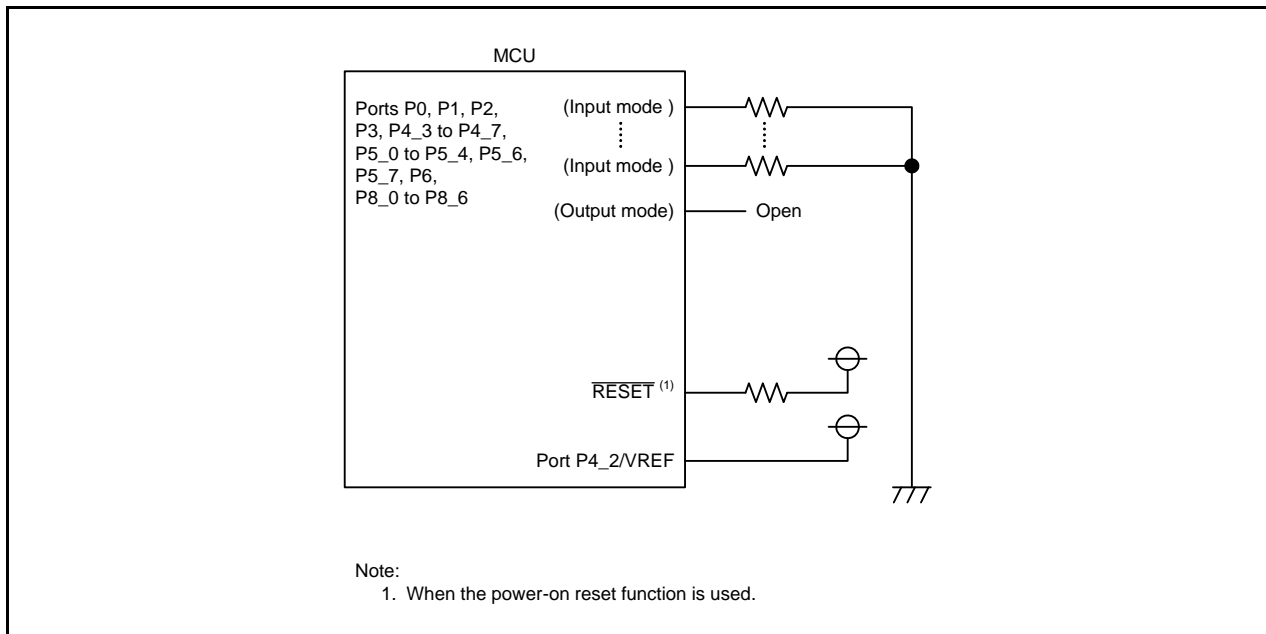 MCU
Ports P0, P1, P2,
P3, P4_3 to P4_7,
P5_0 to P5_4, P5_6,
P5_7, P6,
P8_0 to P8_6
(Input mode )
(Input mode )
(Output mode)
Open
RESET (1)
Port P4_2/VREF
Note:
1. When the power-on reset function is used.